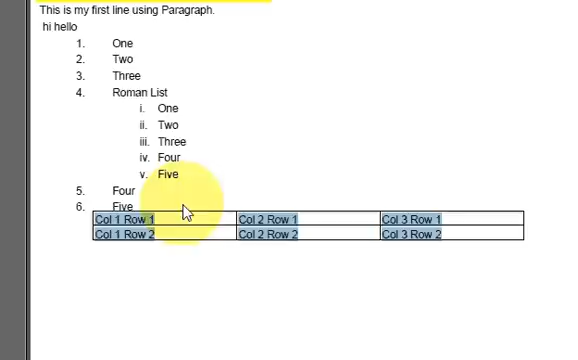 This is my first line using Paragraph.
hi hello
1. One
2. Two
3. Three
4. Roman List
i. One
ii. Two
iii. Three
iv. Four
v. Five
5. Four
6. Five
Col 1 Row 1 Col 2 Row 1 Col 3 Row 1
Col 1 Row 2 Col 2 Row 2 Col 3 Row 2